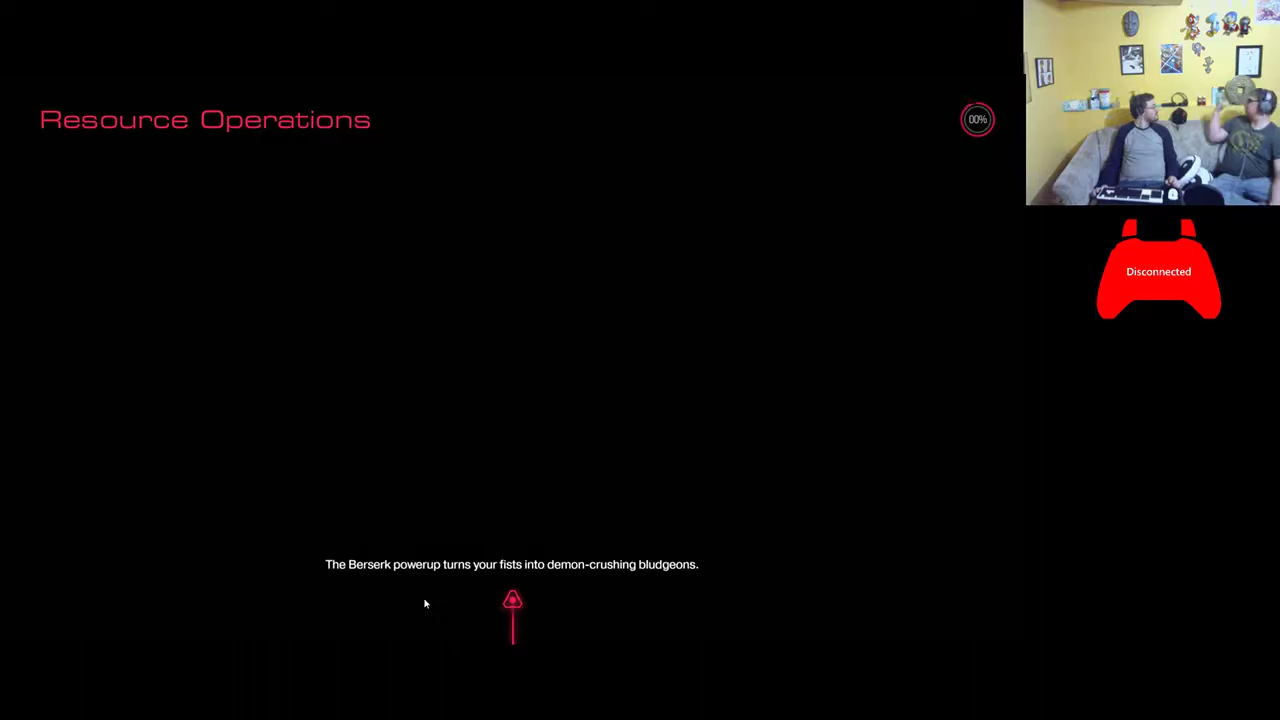 Resource Operations
00%
Disconnected
The Berserk powerup turns your fists into demon-crushing bludgeons.